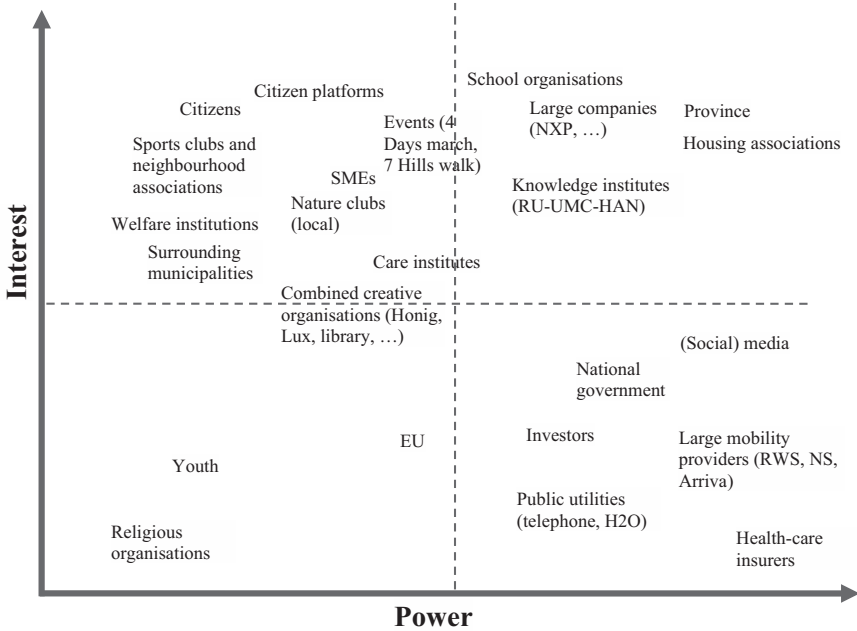 School organisations
Citizen platforms
Citizens
Large companies
(NXP, …)
Province
Events (4
Days march,
7 Hills walk)
Housing associations
Sports clubs and
neighbourhood
associations
SMEs
Knowledge institutes
(RU-UMC-HAN)
Nature clubs
(local)
Welfare institutions
Surrounding
municipalities
Care institutes
Interest
Combined creative
organisations (Honig,
Lux, library, …)
(Social) media
National
government
EU
Investors
Large mobility
providers (RWS, NS,
Arriva)
Youth
Public utilities
(telephone, H2O)
Religious
organisations
Health-care
insurers
Power